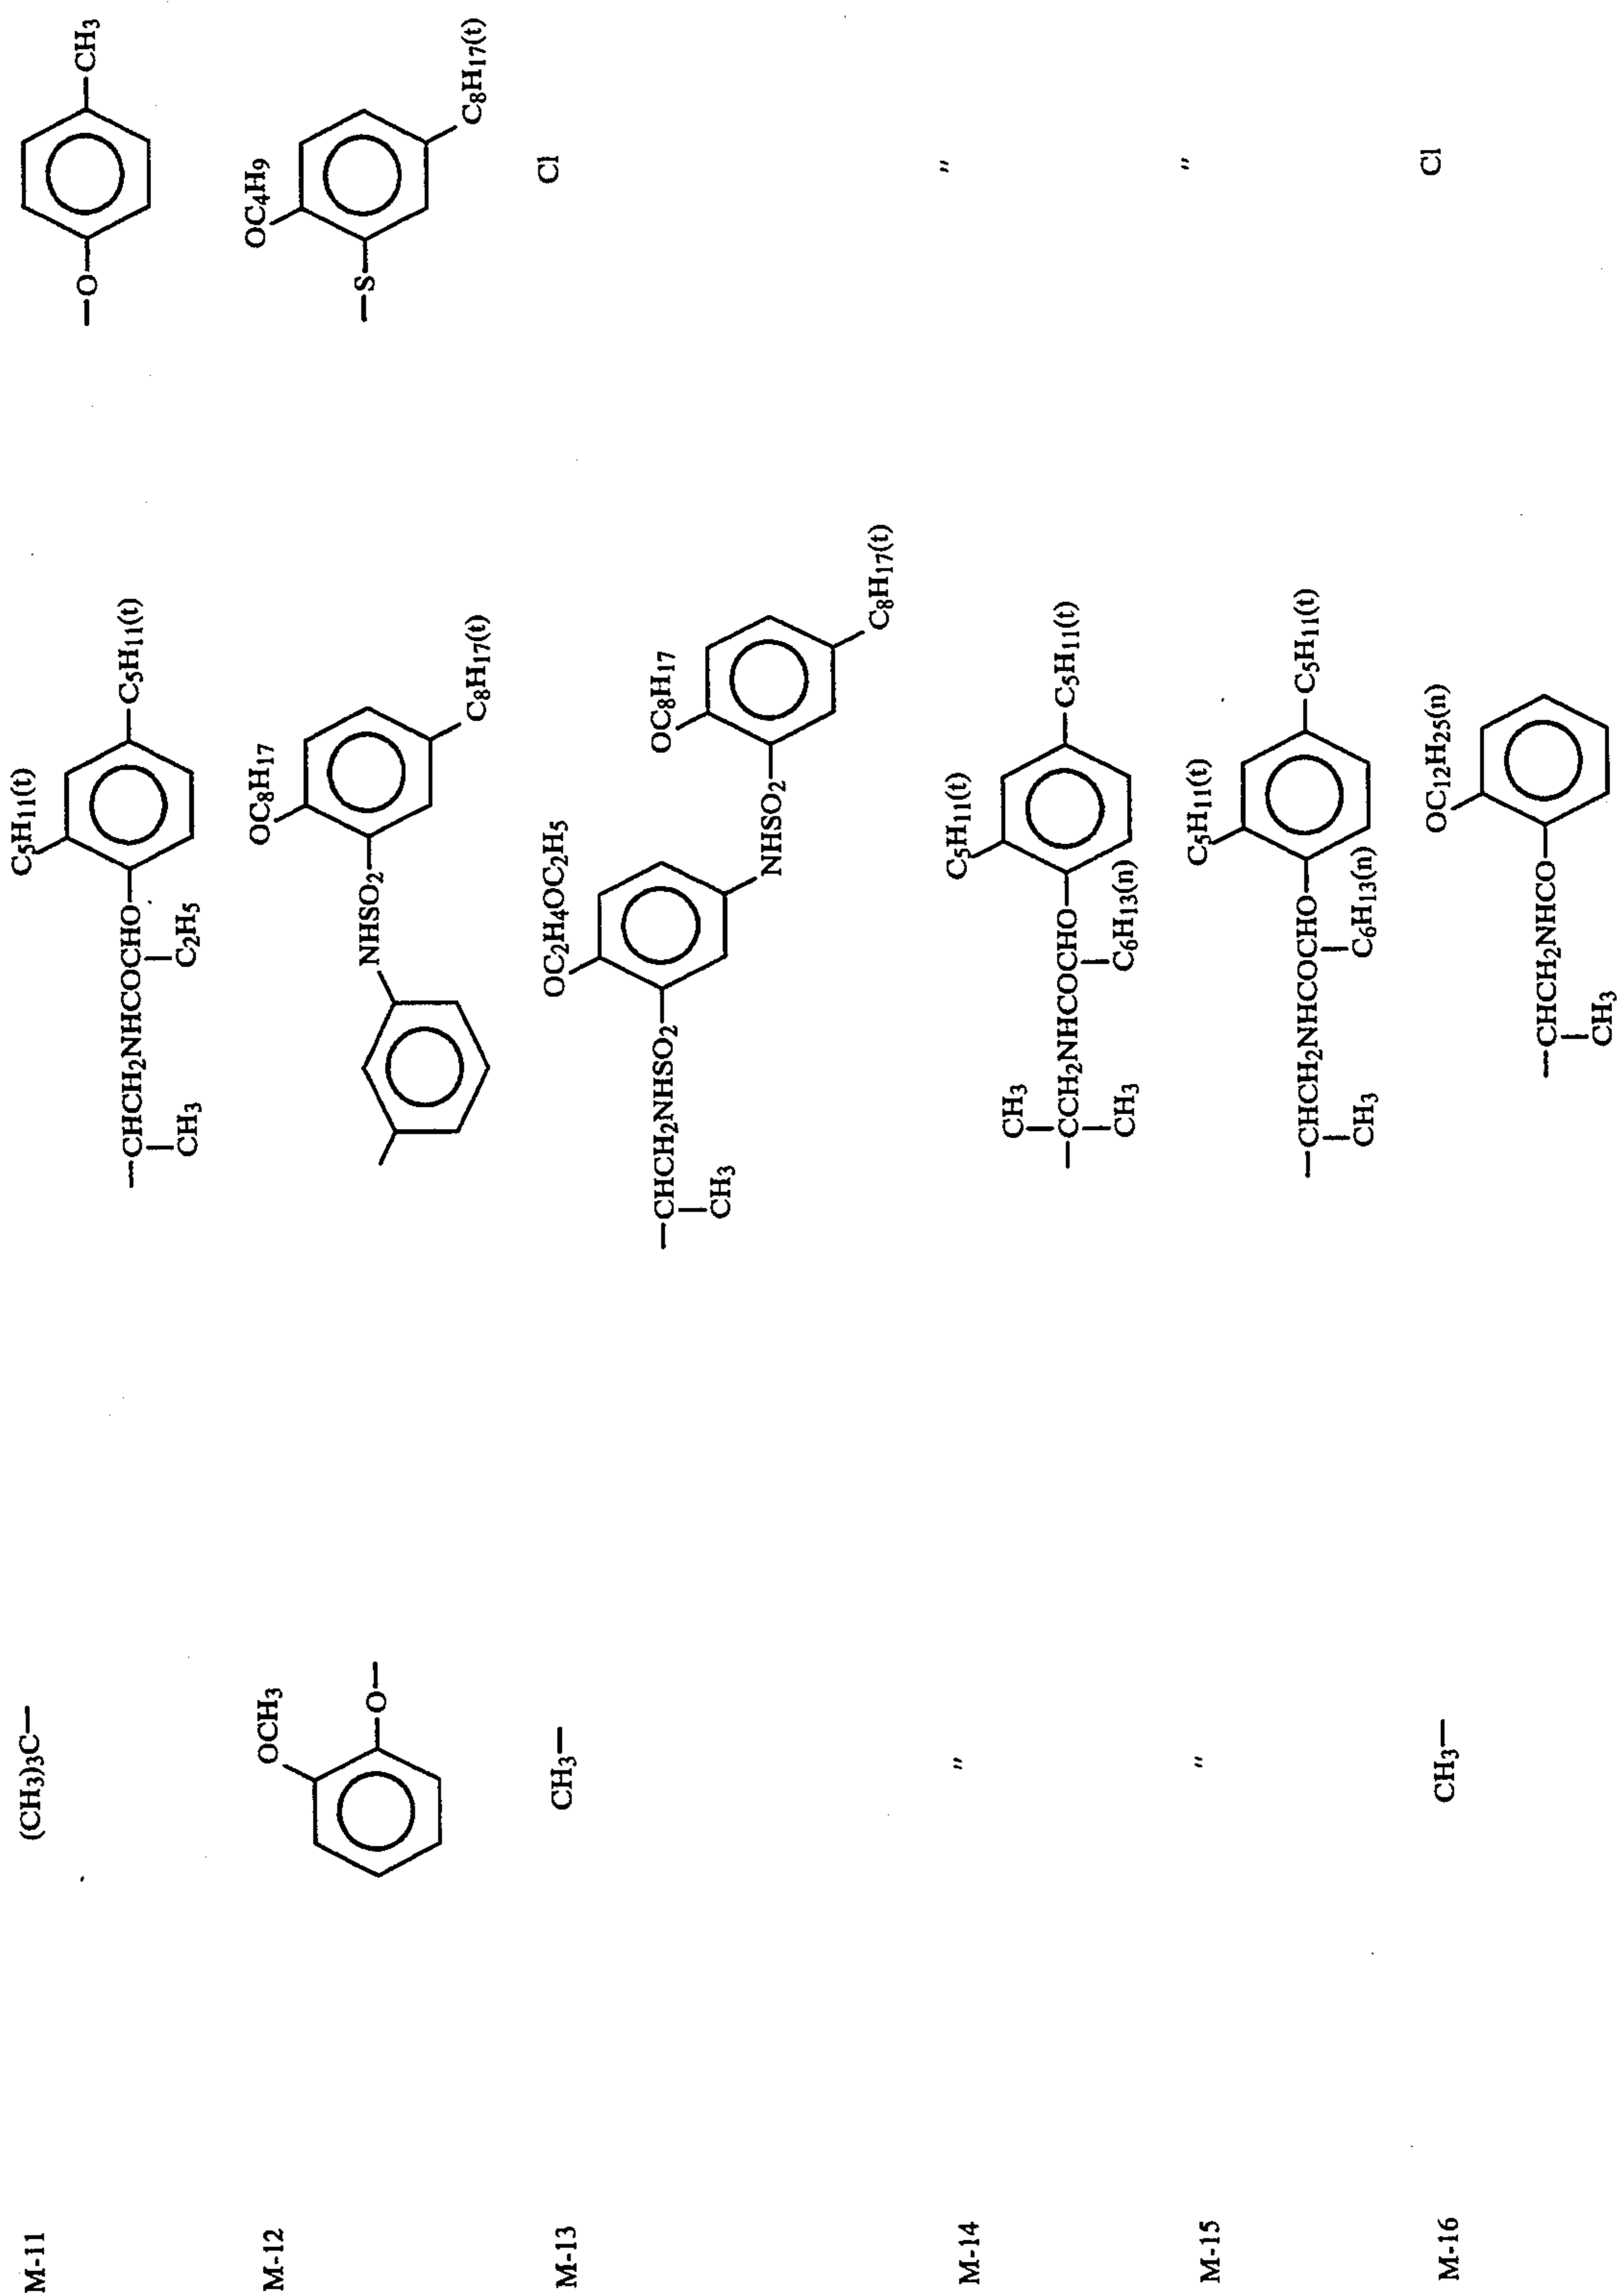 M-11
(CH3)3C—
C5H11(t)
—CHCH2NHCOCHO—
C5H11(t)
CH3
C2H5
—O—
CH3
M-12
OCH3
O—
OC8H17
NHSO2
C8H17(t)
OC4H9
—S
C8H17(t)
M-13
CH3—
OC2H4OC2H5
—CHCH2NHSO2
CH3
NHSO2
OC8H17
C8H17(t)
Cl
M-14
"
CH3
C5H11(t)
—CCH2NHCOCHO
C5H11(t)
CH3
C6H13(n)
"
M-15
"
C5H11(t)
—CHCH2NHCOCHO
C5H11(t)
CH3
C6H13(n)
"
M-16
CH3—
OC12H25(n)
—CHCH2NHCO
CH3
Cl